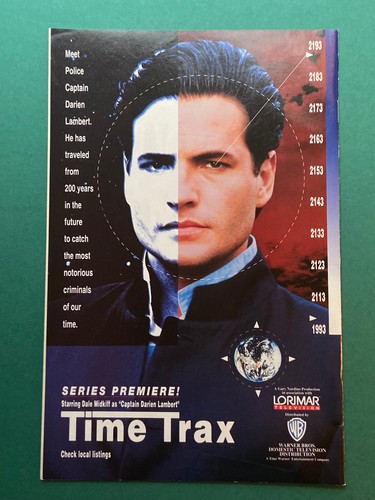 Meet
Police
Captain
Darien
Lambert.
He has
traveled
from
200 years
in the
future
to catch
the most
notorious
criminals
of our
time.
2193
2183
2173
2163
2153
2143
2133
2123
2113
1993
SERIES PREMIERE!
Starring Dale Midkiff as "Captain Darien Lambert"
Time Trax
Check local listings
A Gary Nardino Production
in association with
LORIMAR
TELEVISION
Distributed by
WB
WARNER BROS.
DOMESTIC TELEVISION
DISTRIBUTION
A Time Warner Entertainment Company